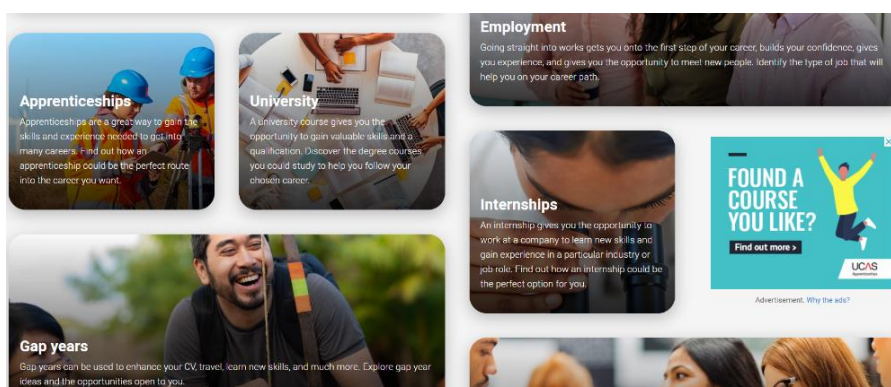 Apprenticeships
Apprenticeships are a great way to gain the
skills and experience needed to get into
many careers. Find out how an
apprenticeship could be the perfect route
into the career you want.
University
A university course gives you the
opportunity to gain valuable skills and a
qualification. Discover the degree courses
you could study to help you follow your
chosen career.
Gap years
Gap years can be used to enhance your CV, travel, learn new skills, and much more. Explore gap year
ideas and the opportunities open to you.
Employment
Going straight into works gets you onto the first step of your career, builds your confidence, gives
you experience, and gives you the opportunity to meet new people. Identify the type of job that will
help you on your career path.
Internships
An internship gives you the opportunity to
work at a company to learn new skills and
gain experience in a particular industry or
job role. Find out how an internship could be
the perfect option for you.
FOUND A
COURSE
YOU LIKE?
Find out more >
UCAS
Apprenticeships
Advertisement. Why the ads?